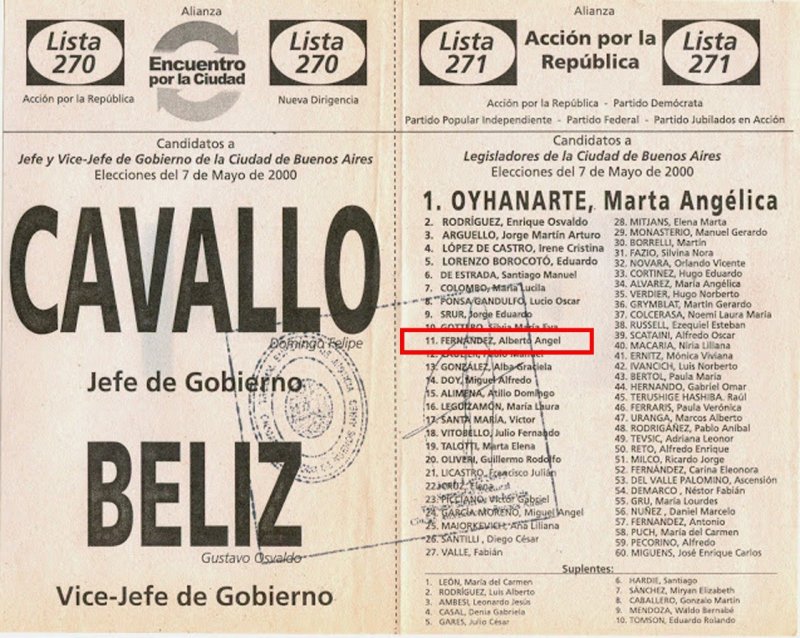 Alianza
Lista
270
Encuentro
por la Ciudad
Lista
270
Acción por la República
Nueva Dirigencia
Candidatos a
Jefe y Vice-Jefe de Gobierno de la Ciudad de Buenos Aires
Elecciones del 7 de Mayo de 2000
CAVALLO
Domingo Felipe
Jefe de Gobierno
BELIZ
Gustavo Osvaldo
Vice-Jefe de Gobierno
Alianza
Lista
271
Acción por la
República
Lista
271
Acción por la República - Partido Demócrata
Partido Popular Independiente - Partido Federal - Partido Jubilados en Acción
Candidatos a
Legisladores de la Ciudad de Buenos Aires
Elecciones del 7 de Mayo de 2000
1. OYHANARTE, Marta Angélica
2. RODRÍGUEZ, Enrique Osvaldo
3. ARGUELLO, Jorge Martín Arturo
4. LÓPEZ DE CASTRO, Irene Cristina
5. LORENZO BOROCOTÓ, Eduardo
6. DE ESTRADA, Santiago Manuel
7. COLOMBO, María Lucila
8. PONSA GANDULFO, Lucio Oscar
9. SRUR, Jorge Eduardo
10. GOTTERO, Silvia María Eva
11. FERNÁNDEZ, Alberto Angel
12. Manuel
13. GONZÁLEZ, Alba Graciela
14. DOY, Miguel Alfredo
15. ALIMENA, Atilio Domingo
16. LEGUIZAMÓN, María Laura
17. SANTA MARÍA, Víctor
18. VITOBELLO, Julio Fernando
19. TALOTTI, Marta Elena
20. OLIVERI, Guillermo Rodolfo
21. LICASTRO, Francisco Julián
22. CRUZ, Elena
23. PICCIANO, Víctor Gabriel
24. GARCÍA MORENO, Miguel Angel
25. MAJORKEVICH, Ana Liliana
26. SANTILLI, Diego César
27. VALLE, Fabián
28. MITJANS, Elena Marta
29. MONASTERIO, Manuel Gerardo
30. BORRELLI, Martín
31. FAZIO, Silvina Nora
32. NOVARA, Orlando Vicente
33. CORTINEZ, Hugo Eduardo
34. ALVAREZ, María Angélica
35. VERDIER, Hugo Norberto
36. GRYMBLAT, Martín Gerardo
37. COLCERASA, Noemí Laura María
38. RUSSELL, Ezequiel Esteban
39. SCATAINI, Alfredo Oscar
40. MACARIA, Niria Liliana
41. ERNITZ, Mónica Viviana
42. IVANCICH, Luis Norberto
43. BERTOL, Paula María
44. HERNANDO, Gabriel Omar
45. TERUSHIGE HASHIBA, Raúl
46. FERRARIS, Paula Verónica
47. URANGA, Marcos Alberto
48. RODRIGÁÑEZ, Pablo Anibal
49. TEVSIC, Adriana Leonor
50. RETO, Alfredo Enrique
51. MILCO, Ricardo Jorge
52. FERNÁNDEZ, Carina Eleonora
53. DEL VALLE PALOMINO, Ascensión
54. DEMARCO, Néstor Fabián
55. GRU, María Lourdes
56. NUÑEZ, Daniel Marcelo
57. FERNANDEZ, Antonio
58. PUCH, María del Carmen
59. PECORINO, Alfredo
60. MIGUENS, José Enrique Carlos
Suplentes:
1. LEÓN, María del Carmen
2. RODRÍGUEZ, Luis Alberto
3. AMBESI, Leonardo Jesús
4. CASAL, Denia Gabriela
5. GARES, Julio César
6. HARDIE, Santiago
7. SÁNCHEZ, Miryan Elizabeth
8. CABALLERO, Gonzalo Martín
9. MENDOZA, Waldo Bernabé
10. TOMSON, Eduardo Rolando